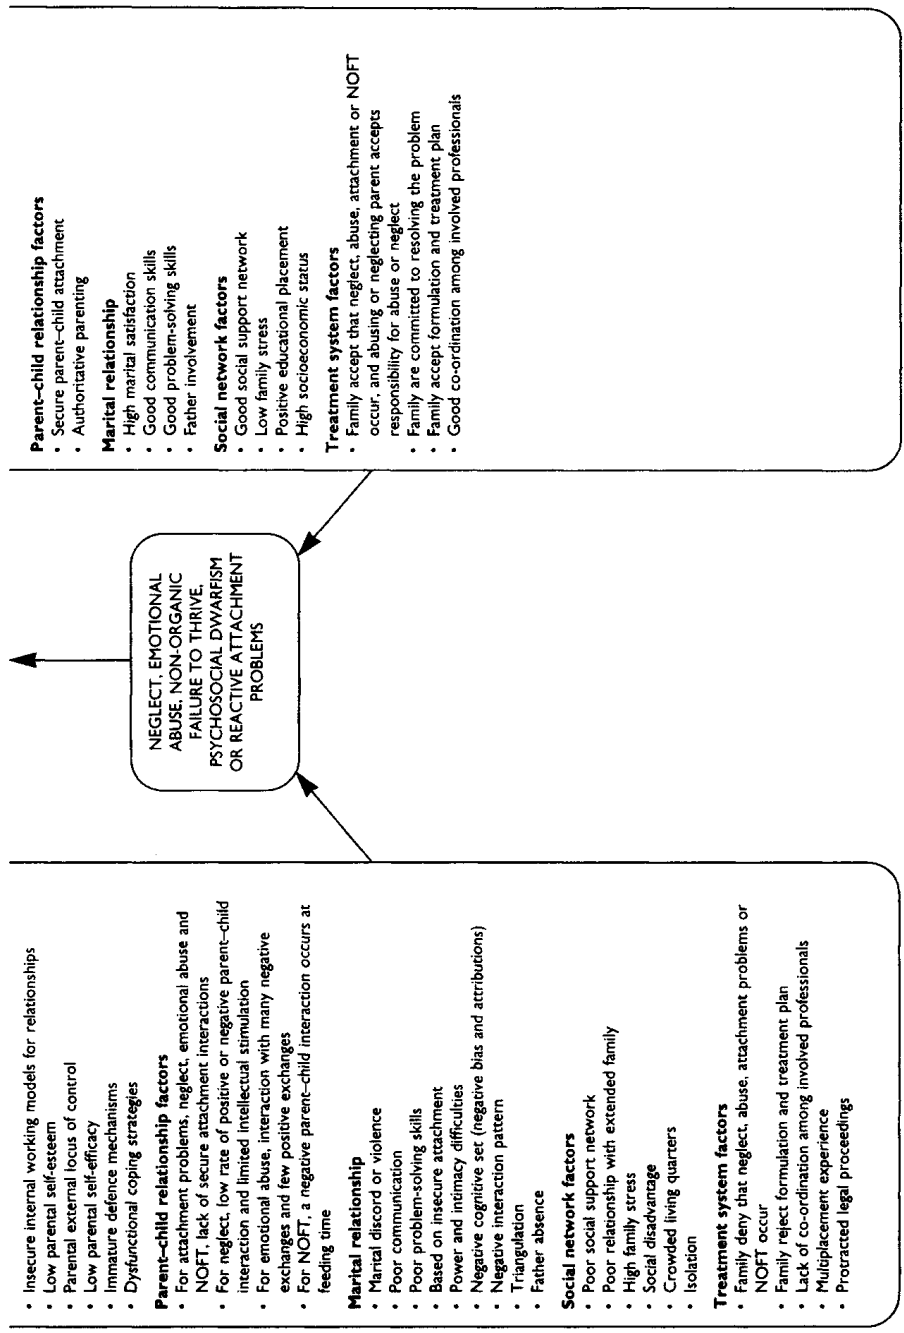 • Insecure internal working models for relationships
• Low parental self-esteem
• Parental external locus of control
• Low parental self-efficacy
• Immature defence mechanisms
• Dysfunctional coping strategies
Parent–child relationship factors
• For attachment problems, neglect, emotional abuse and
NOFT, lack of secure attachment interactions
• For neglect, low rate of positive or negative parent–child
interaction and limited intellectual stimulation
• For emotional abuse, interaction with many negative
exchanges and few positive exchanges
• For NOFT, a negative parent-child interaction occurs at
feeding time
Marital relationship
• Marital discord or violence
• Poor communication
• Poor problem-solving skills
• Based on insecure attachment
• Power and intimacy difficulties
• Negative cognitive set (negative bias and attributions)
• Negative interaction pattern
• Triangulation
• Father absence
Social network factors
• Poor social support network
• Poor relationship with extended family
• High family stress
• Social disadvantage
• Crowded living quarters
• Isolation
Treatment system factors
• Family deny that neglect, abuse, attachment problems or
NOFT occur
• Family reject formulation and treatment plan
• Lack of co-ordination among involved professionals
• Multiplacement experience
• Protracted legal proceedings
NEGLECT, EMOTIONAL
ABUSE, NON-ORGANIC
FAILURE TO THRIVE,
PSYCHOSOCIAL DWARFISM
OR REACTIVE ATTACHMENT
PROBLEMS
Parent–child relationship factors
• Secure parent–child attachment
• Authoritative parenting
Marital relationship
• High marital satisfaction
• Good communication skills
• Good problem-solving skills
• Father involvement
Social network factors
• Good social support network
• Low family stress
• Positive educational placement
• High socioeconomic status
Treatment system factors
• Family accept that neglect, abuse, attachment or NOFT
occur, and abusing or neglecting parent accepts
responsibility for abuse or neglect
• Family are committed to resolving the problem
• Family accept formulation and treatment plan
• Good co-ordination among involved professionals